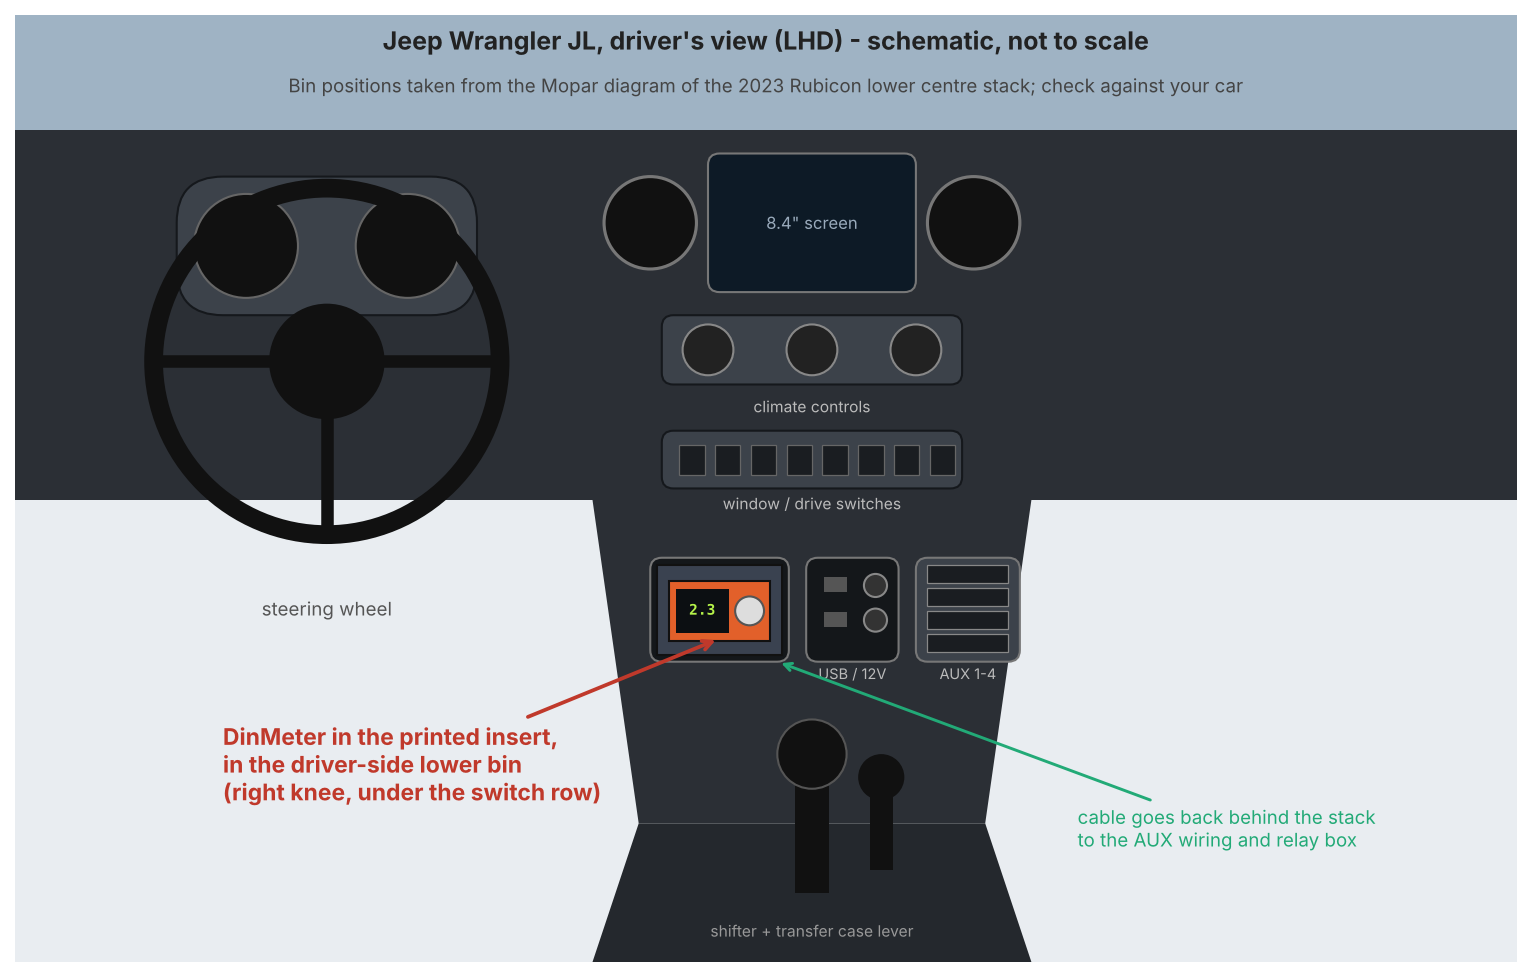 Jeep Wrangler JL, driver's view (LHD) - schematic, not to scale
Bin positions taken from the Mopar diagram of the 2023 Rubicon lower centre stack; check against your car
8.4" screen
climate controls
window / drive switches
2.3
steering wheel
USB / 12V
AUX 1-4
DinMeter in the printed insert,
in the driver-side lower bin
(right knee, under the switch row)
cable goes back behind the stack
to the AUX wiring and relay box
shifter + transfer case lever